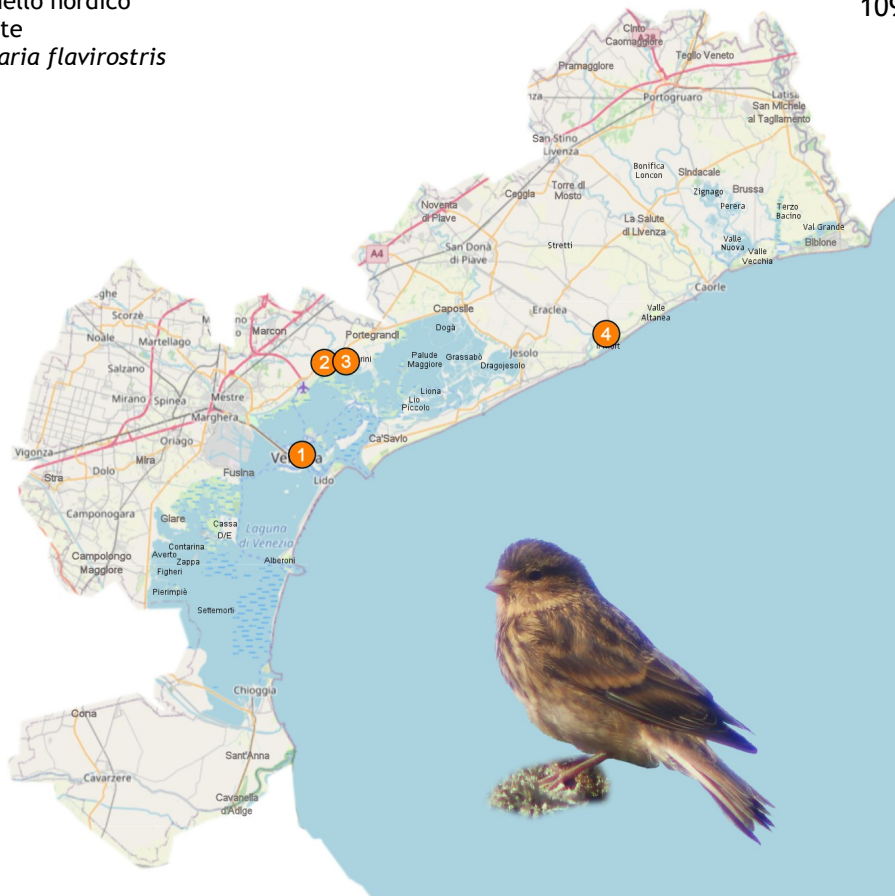 ello nordico
te
aria flavirostris
109
Cinto
Caomaggiore
A28
Teglio Veneto
Pramaggiore
Portogruaro
Latisa
San Michele
al Tagliamento
San Stino
Livenza
Bonifica
Loncon
Sindacale
Zignago
Brussa
Perera
Terzo
Bacino
Val Grande
Bibione
Valle
Nuova
Valle
Vecchia
Ceggia
Torre di
Mosto
La Salute
di Livenza
Stretti
Noventa
di Piave
A4
San Donà
di Piave
Caorle
Valle
Altanea
Eraclea
4
Caposile
Dogà
Jesolo
Portegrandi
Palude
Maggiore
Grassabò
Dragojesolo
Liona
Lio
Piccolo
Ca'Savio
2
3
rini
Scorzè
Noale
Martellago
Marcon
Salzano
Mirano
Spinea
Mestre
Marghera
Oriago
Vigonza
Mira
Dolo
Stra
Fusina
1
Lido
Camponogara
Giare
Cassa
D/E
Laguna
di Venezia
Contarina
Averto
Zappa
Figheri
Alberoni
Campolongo
Maggiore
Pierimpiè
Settemorti
Chioggia
Cona
Sant'Anna
Cavarzere
Cavanella
d'Adige